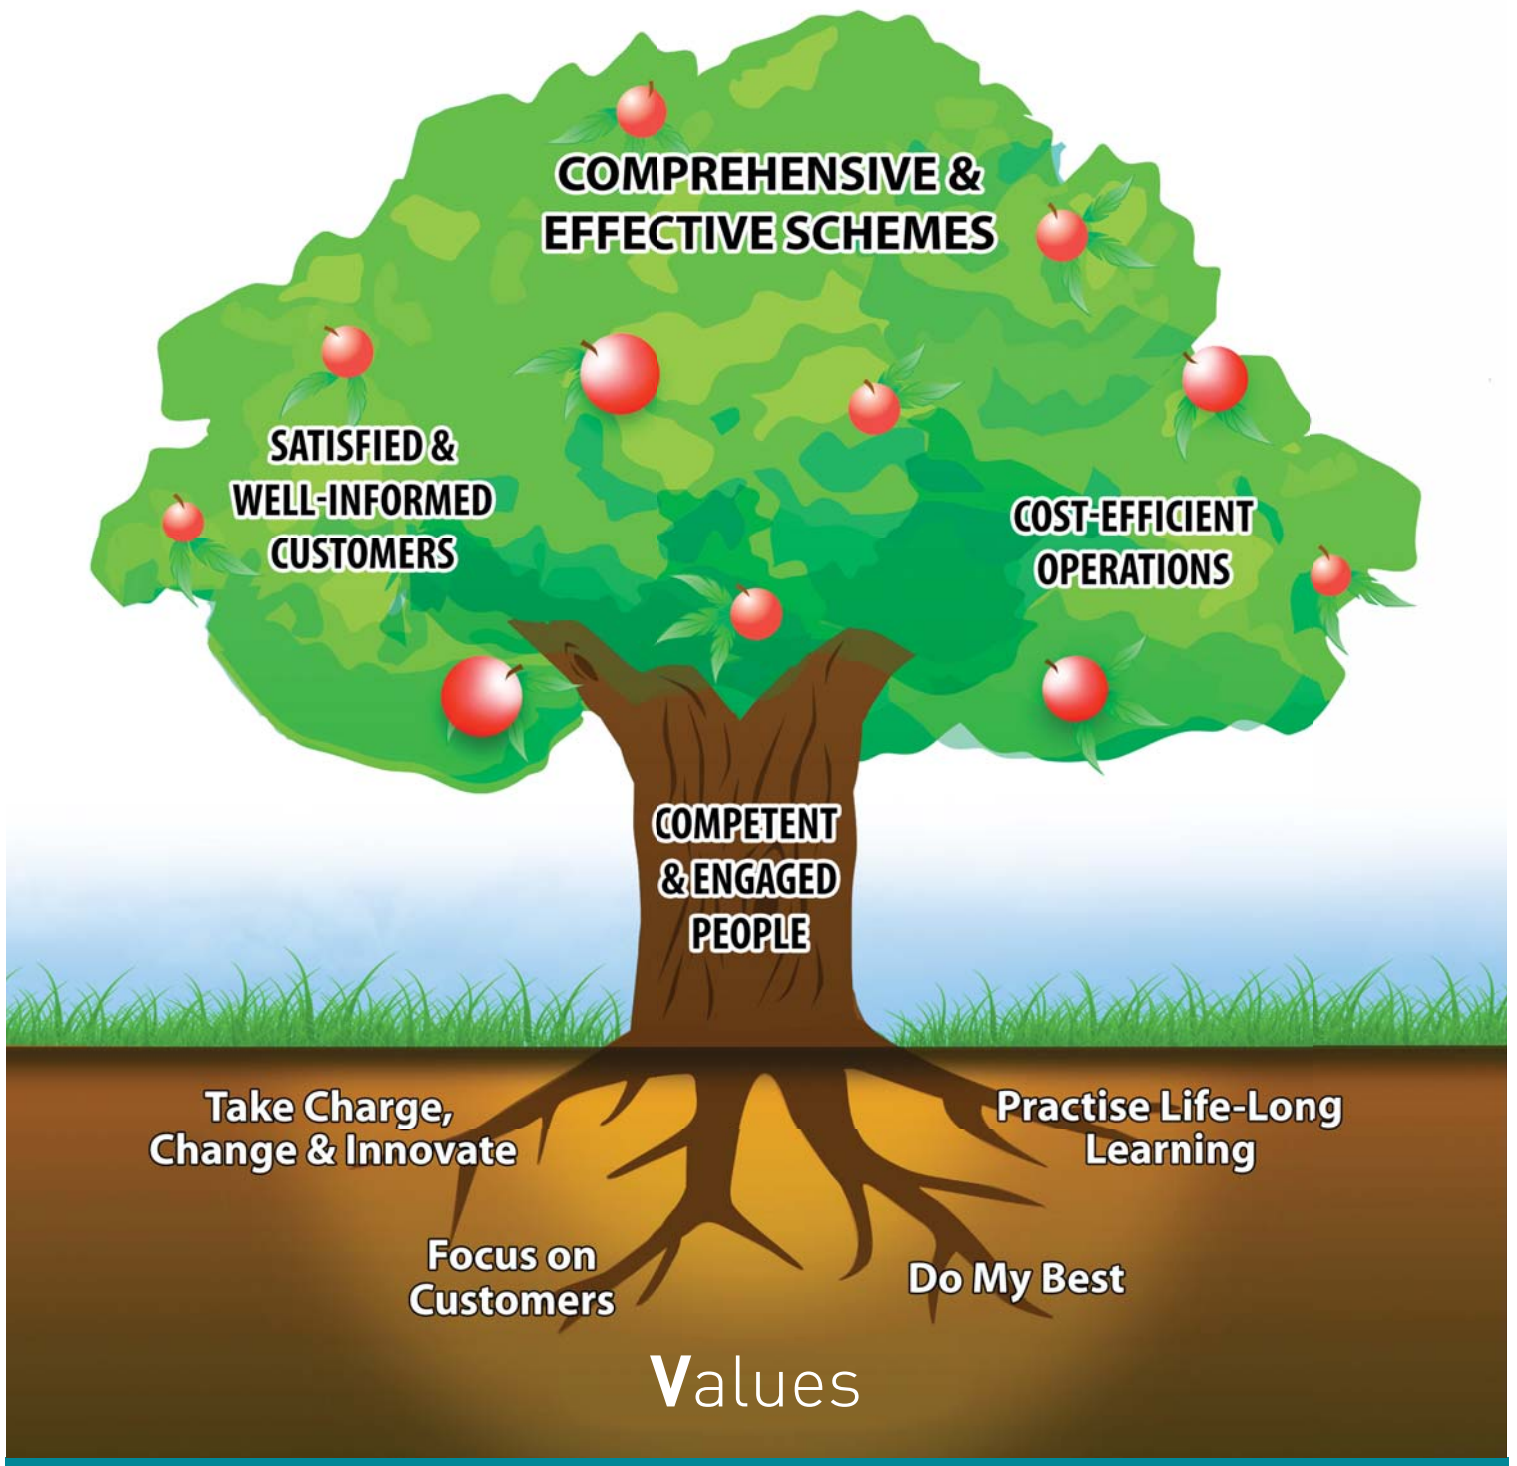 COMPREHENSIVE &
EFFECTIVE SCHEMES
SATISFIED &
WELL-INFORMED
CUSTOMERS
COST-EFFICIENT
OPERATIONS
COMPETENT
& ENGAGED
PEOPLE
Take Charge,
Change & Innovate
Practise Life-Long
Learning
Focus on
Customers
Do My Best
Values